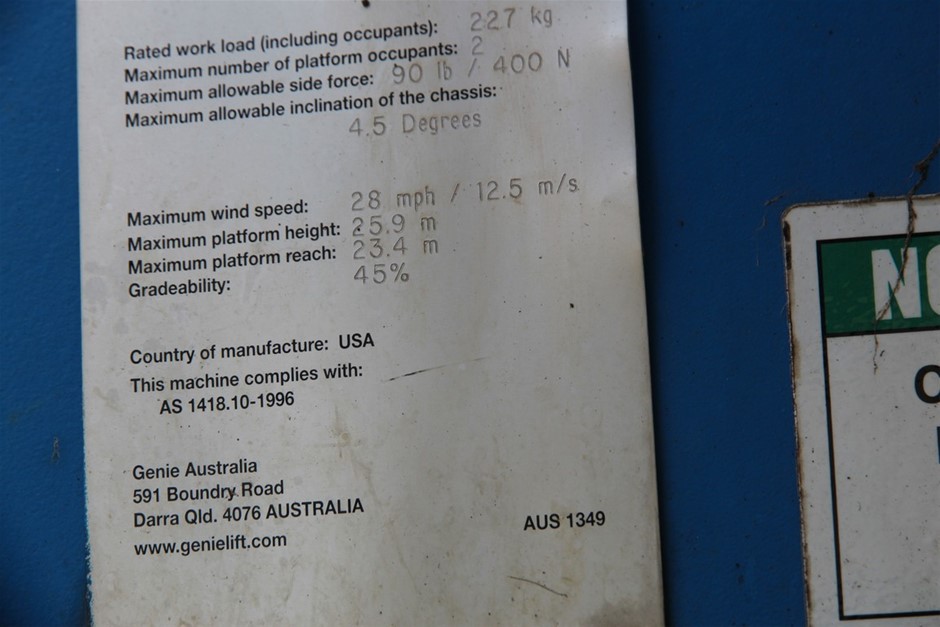 Rated work load (including occupants): 227 kg
Maximum number of platform occupants: 2
Maximum allowable side force: 90 lb / 400 N
Maximum allowable inclination of the chassis:
4.5 Degrees
Maximum wind speed: 28 mph / 12.5 m/s
Maximum platform height: 25.9 m
Maximum platform reach: 23.4 m
Gradeability: 45%
Country of manufacture: USA
This machine complies with:
AS 1418.10-1996
Genie Australia
591 Boundry Road
Darra Qld. 4076 AUSTRALIA
www.genielift.com
AUS 1349